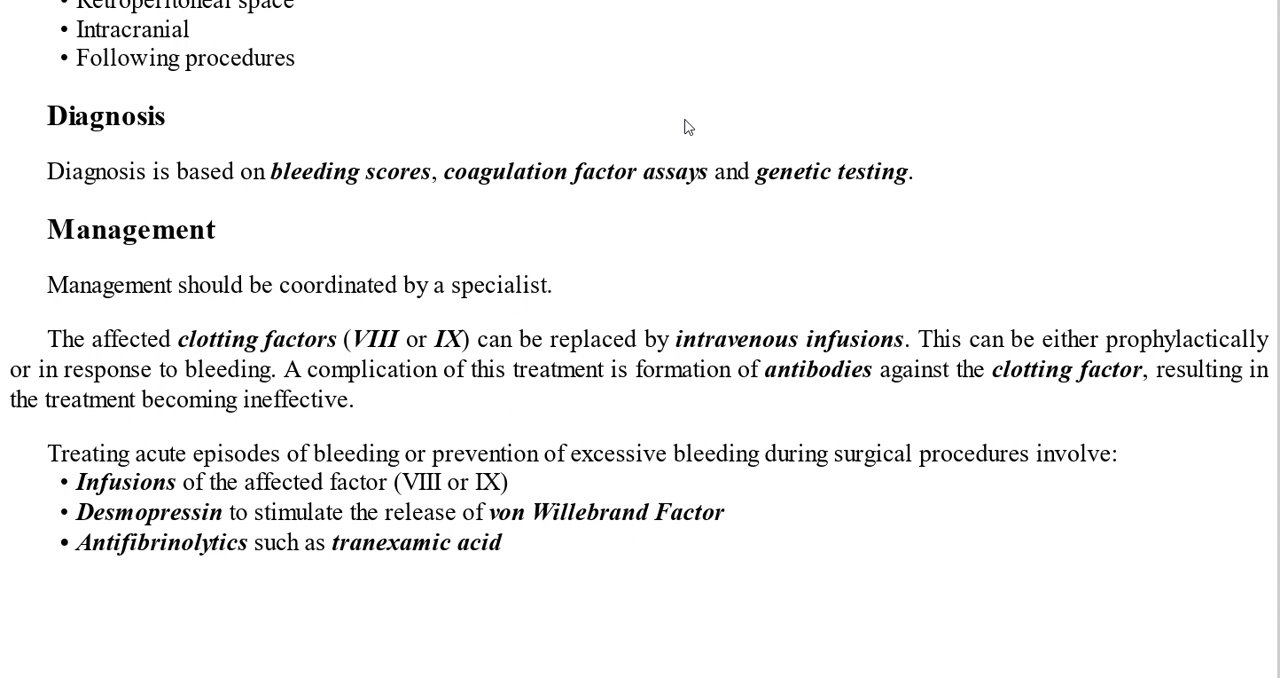 • Retroperitoneal space
• Intracranial
• Following procedures
Diagnosis
Diagnosis is based on bleeding scores, coagulation factor assays and genetic testing.
Management
Management should be coordinated by a specialist.
The affected clotting factors (VIII or IX) can be replaced by intravenous infusions. This can be either prophylactically
or in response to bleeding. A complication of this treatment is formation of antibodies against the clotting factor, resulting in
the treatment becoming ineffective.
Treating acute episodes of bleeding or prevention of excessive bleeding during surgical procedures involve:
• Infusions of the affected factor (VIII or IX)
• Desmopressin to stimulate the release of von Willebrand Factor
• Antifibrinolytics such as tranexamic acid